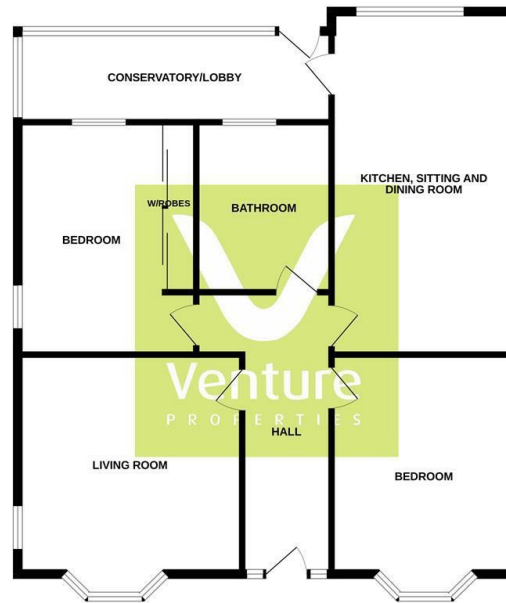 CONSERVATORY/LOBBY
KITCHEN, SITTING AND
DINING ROOM
W/ROBES
BATHROOM
BEDROOM
Venture
PROPERTIES
HALL
LIVING ROOM
BEDROOM